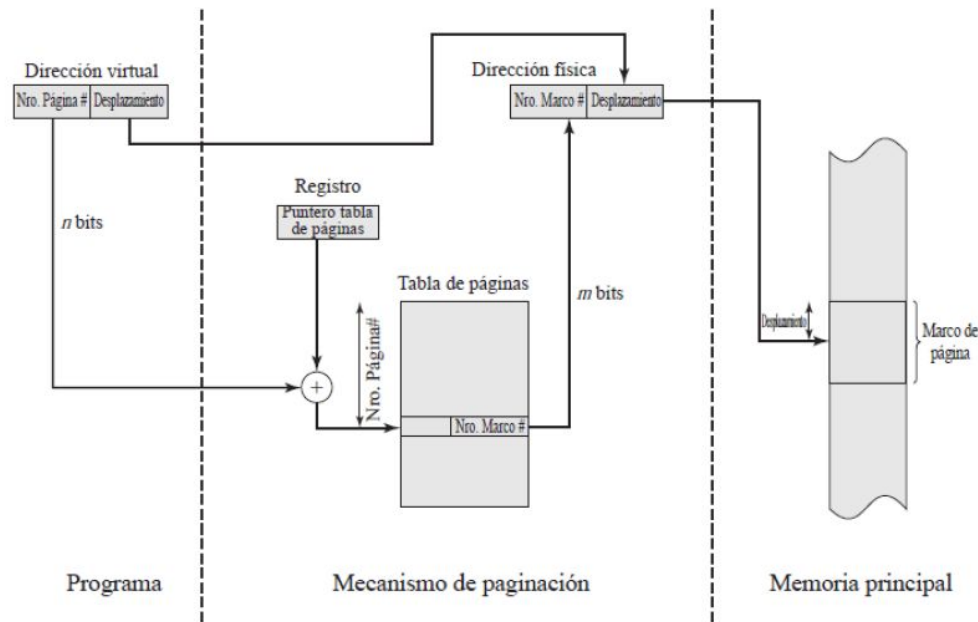 Dirección virtual
Nro. Página #
Desplazamiento
n bits
Registro
Puntero tabla
de páginas
Tabla de páginas
Nro. Página#
Nro. Marco #
m bits
Dirección física
Nro. Marco #
Desplazamiento
Desplazamiento
Marco de
página
Programa
Mecanismo de paginación
Memoria principal